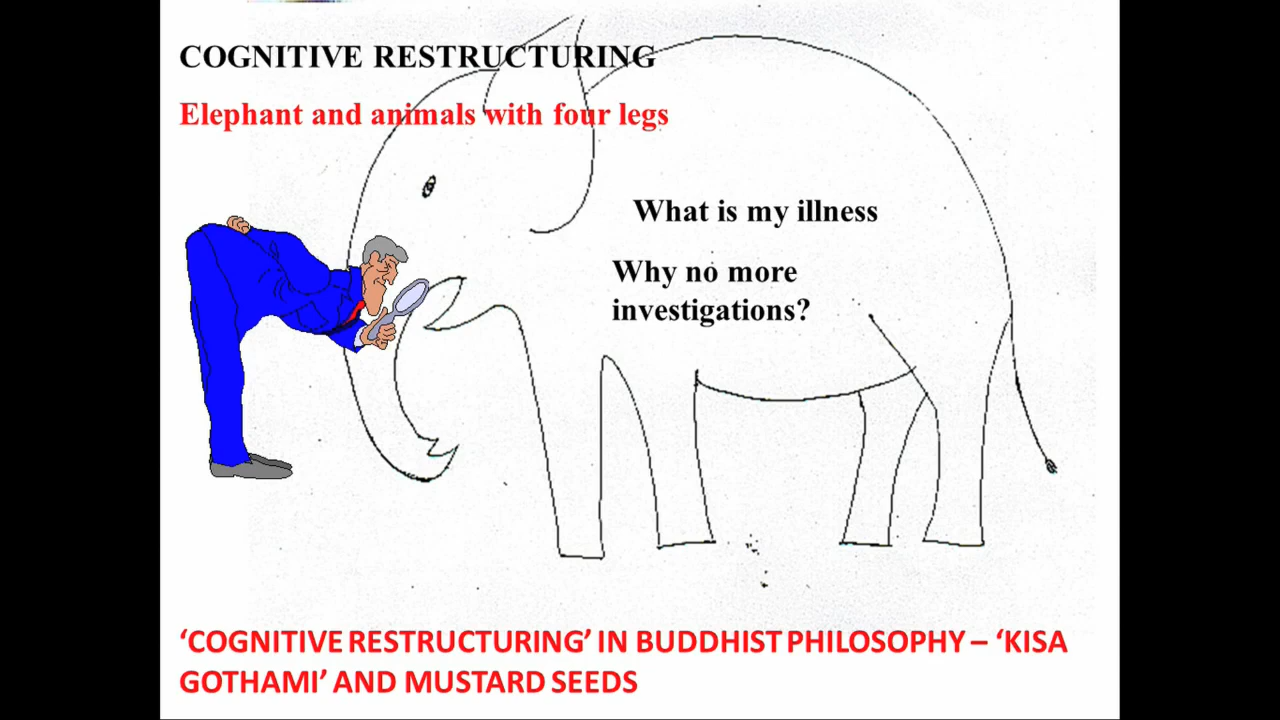 COGNITIVE RESTRUCTURING
Elephant and animals with four legs
What is my illness
Why no more
investigations?
‘COGNITIVE RESTRUCTURING’ IN BUDDHIST PHILOSOPHY – ‘KISA
GOTHAMI’ AND MUSTARD SEEDS